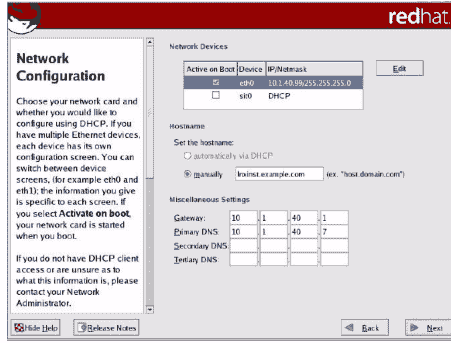 redhat.
Network
Configuration
Choose your network card and
whether you would like to
configure using DHCP. If you
have multiple Ethernet devices,
each device has its own
configuration screen. You can
switch between device
screens, (for example eth0 and
eth1); the information you give
is specific to each screen. If
you select Activate on boot,
your network card is started
when you boot.
If you do not have DHCP client
access or are unsure as to
what this information is, please
contact your Network
Administrator.
Network Devices
Active on Boot Device IP/Netmask
eth0 10.1.40.99/255.255.255.0
sit0 DHCP
Edit
Hostname
Set the hostname:
automatically via DHCP
manually lnxinst.example.com (ex. "host.domain.com")
Miscellaneous Settings
Gateway: 10 . 1 . 40 . 1
Primary DNS: 10 . 1 . 40 . 7
Secondary DNS:
Tertiary DNS:
Hide Help
Release Notes
Back
Next